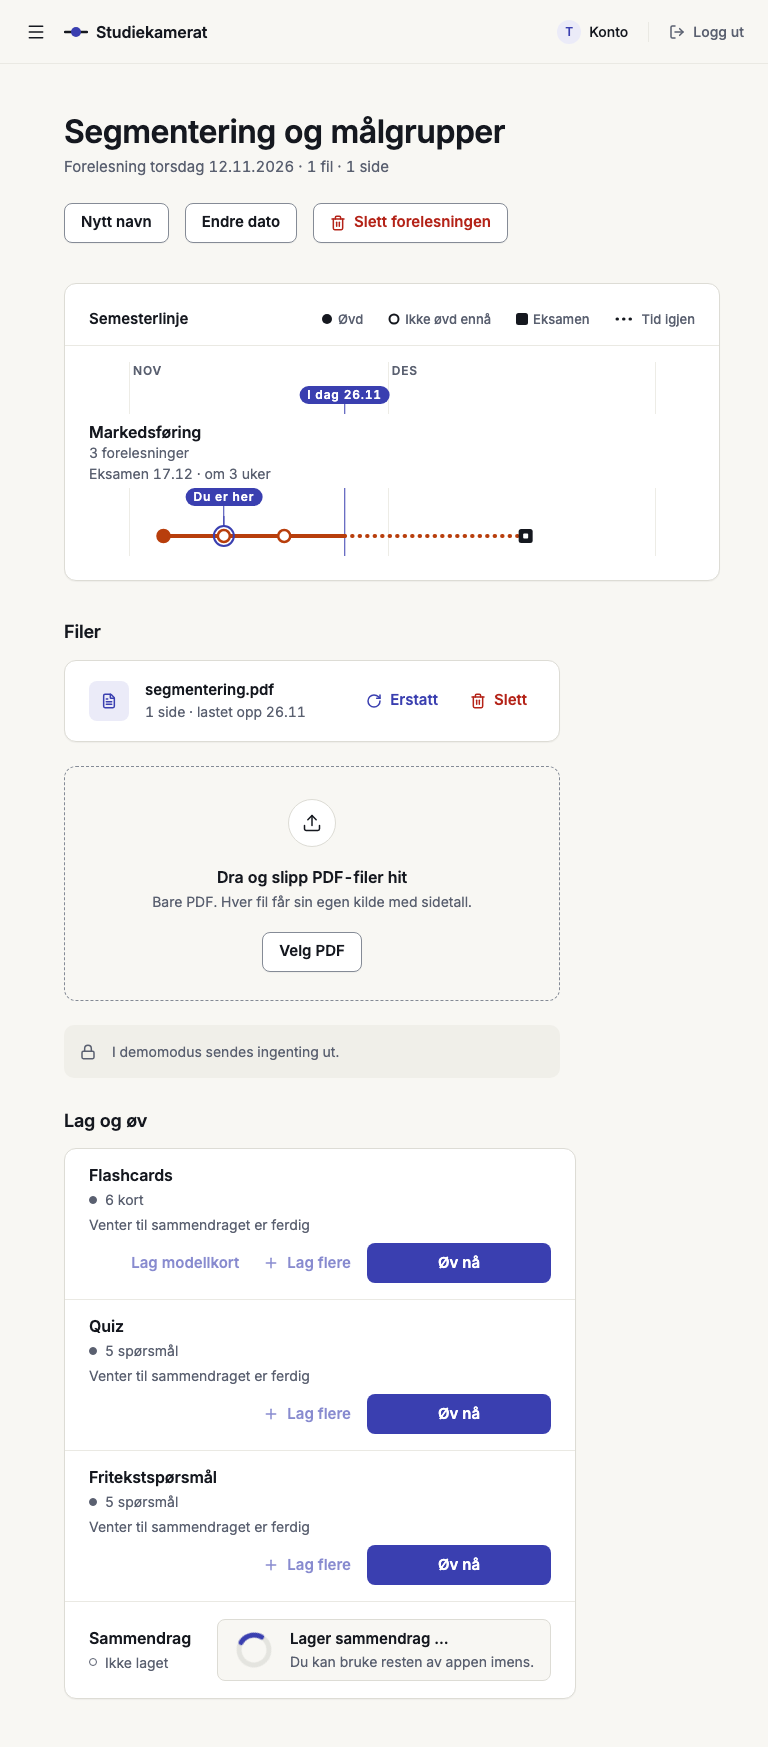 Studiekamerat
T Konto
Logg ut
Segmentering og målgrupper
Forelesning torsdag 12.11.2026 · 1 fil · 1 side
Nytt navn
Endre dato
Slett forelesningen
Semesterlinje
Øvd
Ikke øvd ennå
Eksamen
Tid igjen
NOV
DES
I dag 26.11
Markedsføring
3 forelesninger
Eksamen 17.12 · om 3 uker
Du er her
Filer
segmentering.pdf
1 side · lastet opp 26.11
Erstatt
Slett
Dra og slipp PDF-filer hit
Bare PDF. Hver fil får sin egen kilde med sidetall.
Velg PDF
I demomodus sendes ingenting ut.
Lag og øv
Flashcards
6 kort
Venter til sammendraget er ferdig
Lag modellkort
Lag flere
Øv nå
Quiz
5 spørsmål
Venter til sammendraget er ferdig
Lag flere
Øv nå
Fritekstspørsmål
5 spørsmål
Venter til sammendraget er ferdig
Lag flere
Øv nå
Sammendrag
Ikke laget
Lager sammendrag ...
Du kan bruke resten av appen imens.